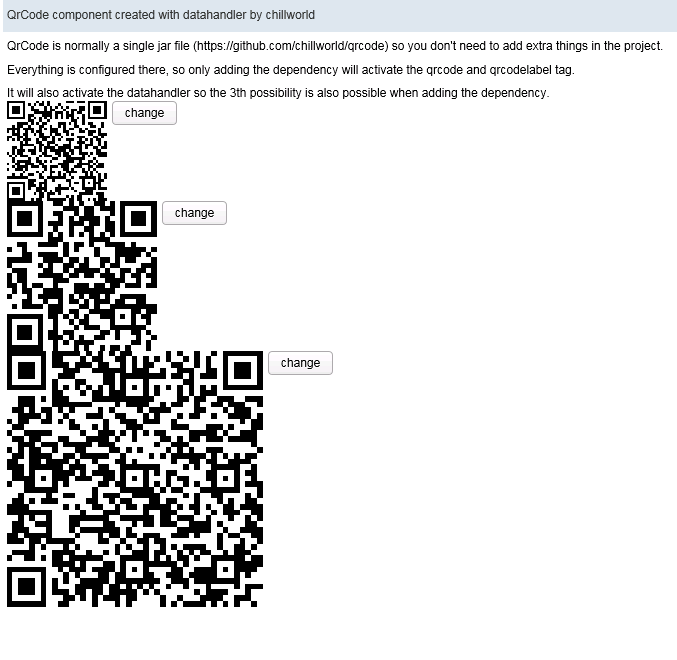 QrCode component created with datahandler by chillworld
QrCode is normally a single jar file (https://github.com/chillworld/qrcode) so you don't need to add extra things in the project.
Everything is configured there, so only adding the dependency will activate the qrcode and qrcodelabel tag.
It will also activate the datahandler so the 3th possibility is also possible when adding the dependency.
change
change
change